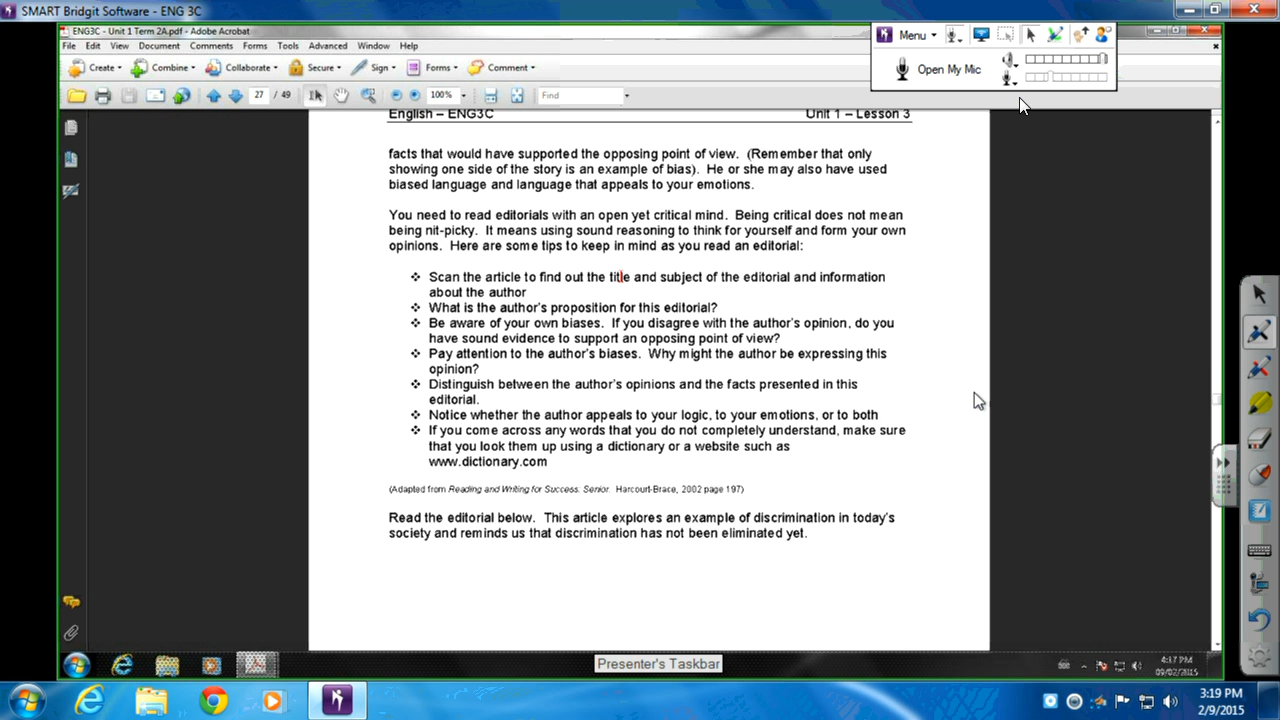 SMART Bridgit Software - ENG 3C
ENG3C - Unit 1 Term 2A.pdf - Adobe Acrobat
File Edit View Document Comments Forms Tools Advanced Window Help
Menu
Create Combine Collaborate Secure Sign Forms Comment
Open My Mic
27 / 49 100% Find
English – ENG3C Unit 1 – Lesson 3
facts that would have supported the opposing point of view. (Remember that only
showing one side of the story is an example of bias). He or she may also have used
biased language and language that appeals to your emotions.
You need to read editorials with an open yet critical mind. Being critical does not mean
being nit-picky. It means using sound reasoning to think for yourself and form your own
opinions. Here are some tips to keep in mind as you read an editorial:
❖ Scan the article to find out the title and subject of the editorial and information
about the author
❖ What is the author's proposition for this editorial?
❖ Be aware of your own biases. If you disagree with the author's opinion, do you
have sound evidence to support an opposing point of view?
❖ Pay attention to the author's biases. Why might the author be expressing this
opinion?
❖ Distinguish between the author's opinions and the facts presented in this
editorial.
❖ Notice whether the author appeals to your logic, to your emotions, or to both
❖ If you come across any words that you do not completely understand, make sure
that you look them up using a dictionary or a website such as
www.dictionary.com
(Adapted from Reading and Writing for Success. Senior. Harcourt-Brace, 2002 page 197)
Read the editorial below. This article explores an example of discrimination in today's
society and reminds us that discrimination has not been eliminated yet.
Presenter's Taskbar
4:17 PM
09/02/2015
3:19 PM
2/9/2015